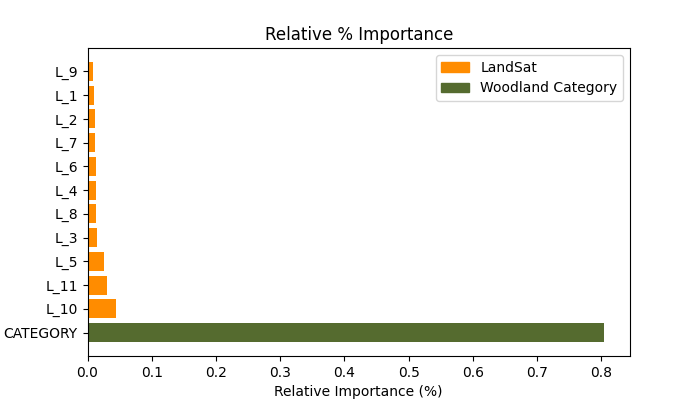 Relative % Importance
LandSat
Woodland Category
L_9
L_1
L_2
L_7
L_6
L_4
L_8
L_3
L_5
L_11
L_10
CATEGORY
0.0 0.1 0.2 0.3 0.4 0.5 0.6 0.7 0.8
Relative Importance (%)